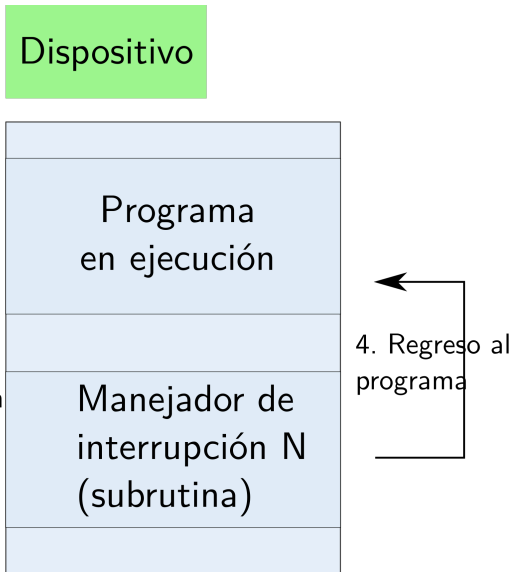 Dispositivo
Programa
en ejecución
4. Regreso al
programa
Manejador de
interrupción N
(subrutina)